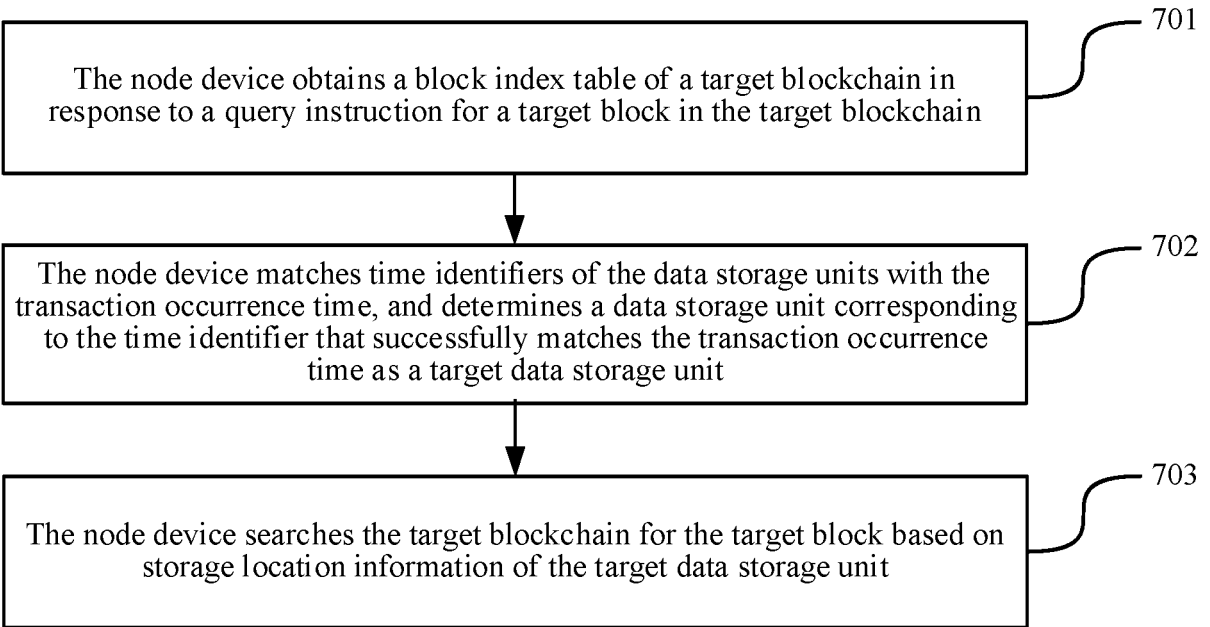 701
The node device obtains a block index table of a target blockchain in
response to a query instruction for a target block in the target blockchain
702
The node device matches time identifiers of the data storage units with the
transaction occurrence time, and determines a data storage unit corresponding
to the time identifier that successfully matches the transaction occurrence
time as a target data storage unit
703
The node device searches the target blockchain for the target block based on
storage location information of the target data storage unit